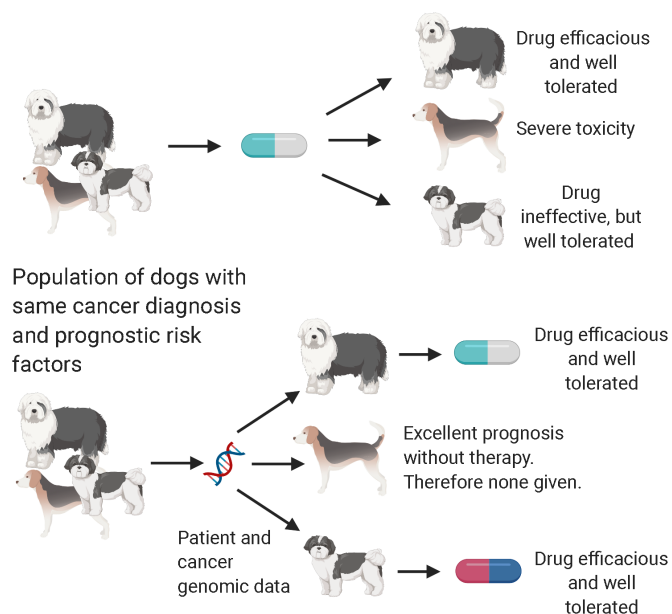 Drug efficacious
and well
tolerated
Severe toxicity
Drug
ineffective, but
well tolerated
Population of dogs with
same cancer diagnosis
and prognostic risk
factors
Drug efficacious
and well
tolerated
Excellent prognosis
without therapy.
Therefore none given.
Patient and
cancer
genomic data
Drug efficacious
and well
tolerated